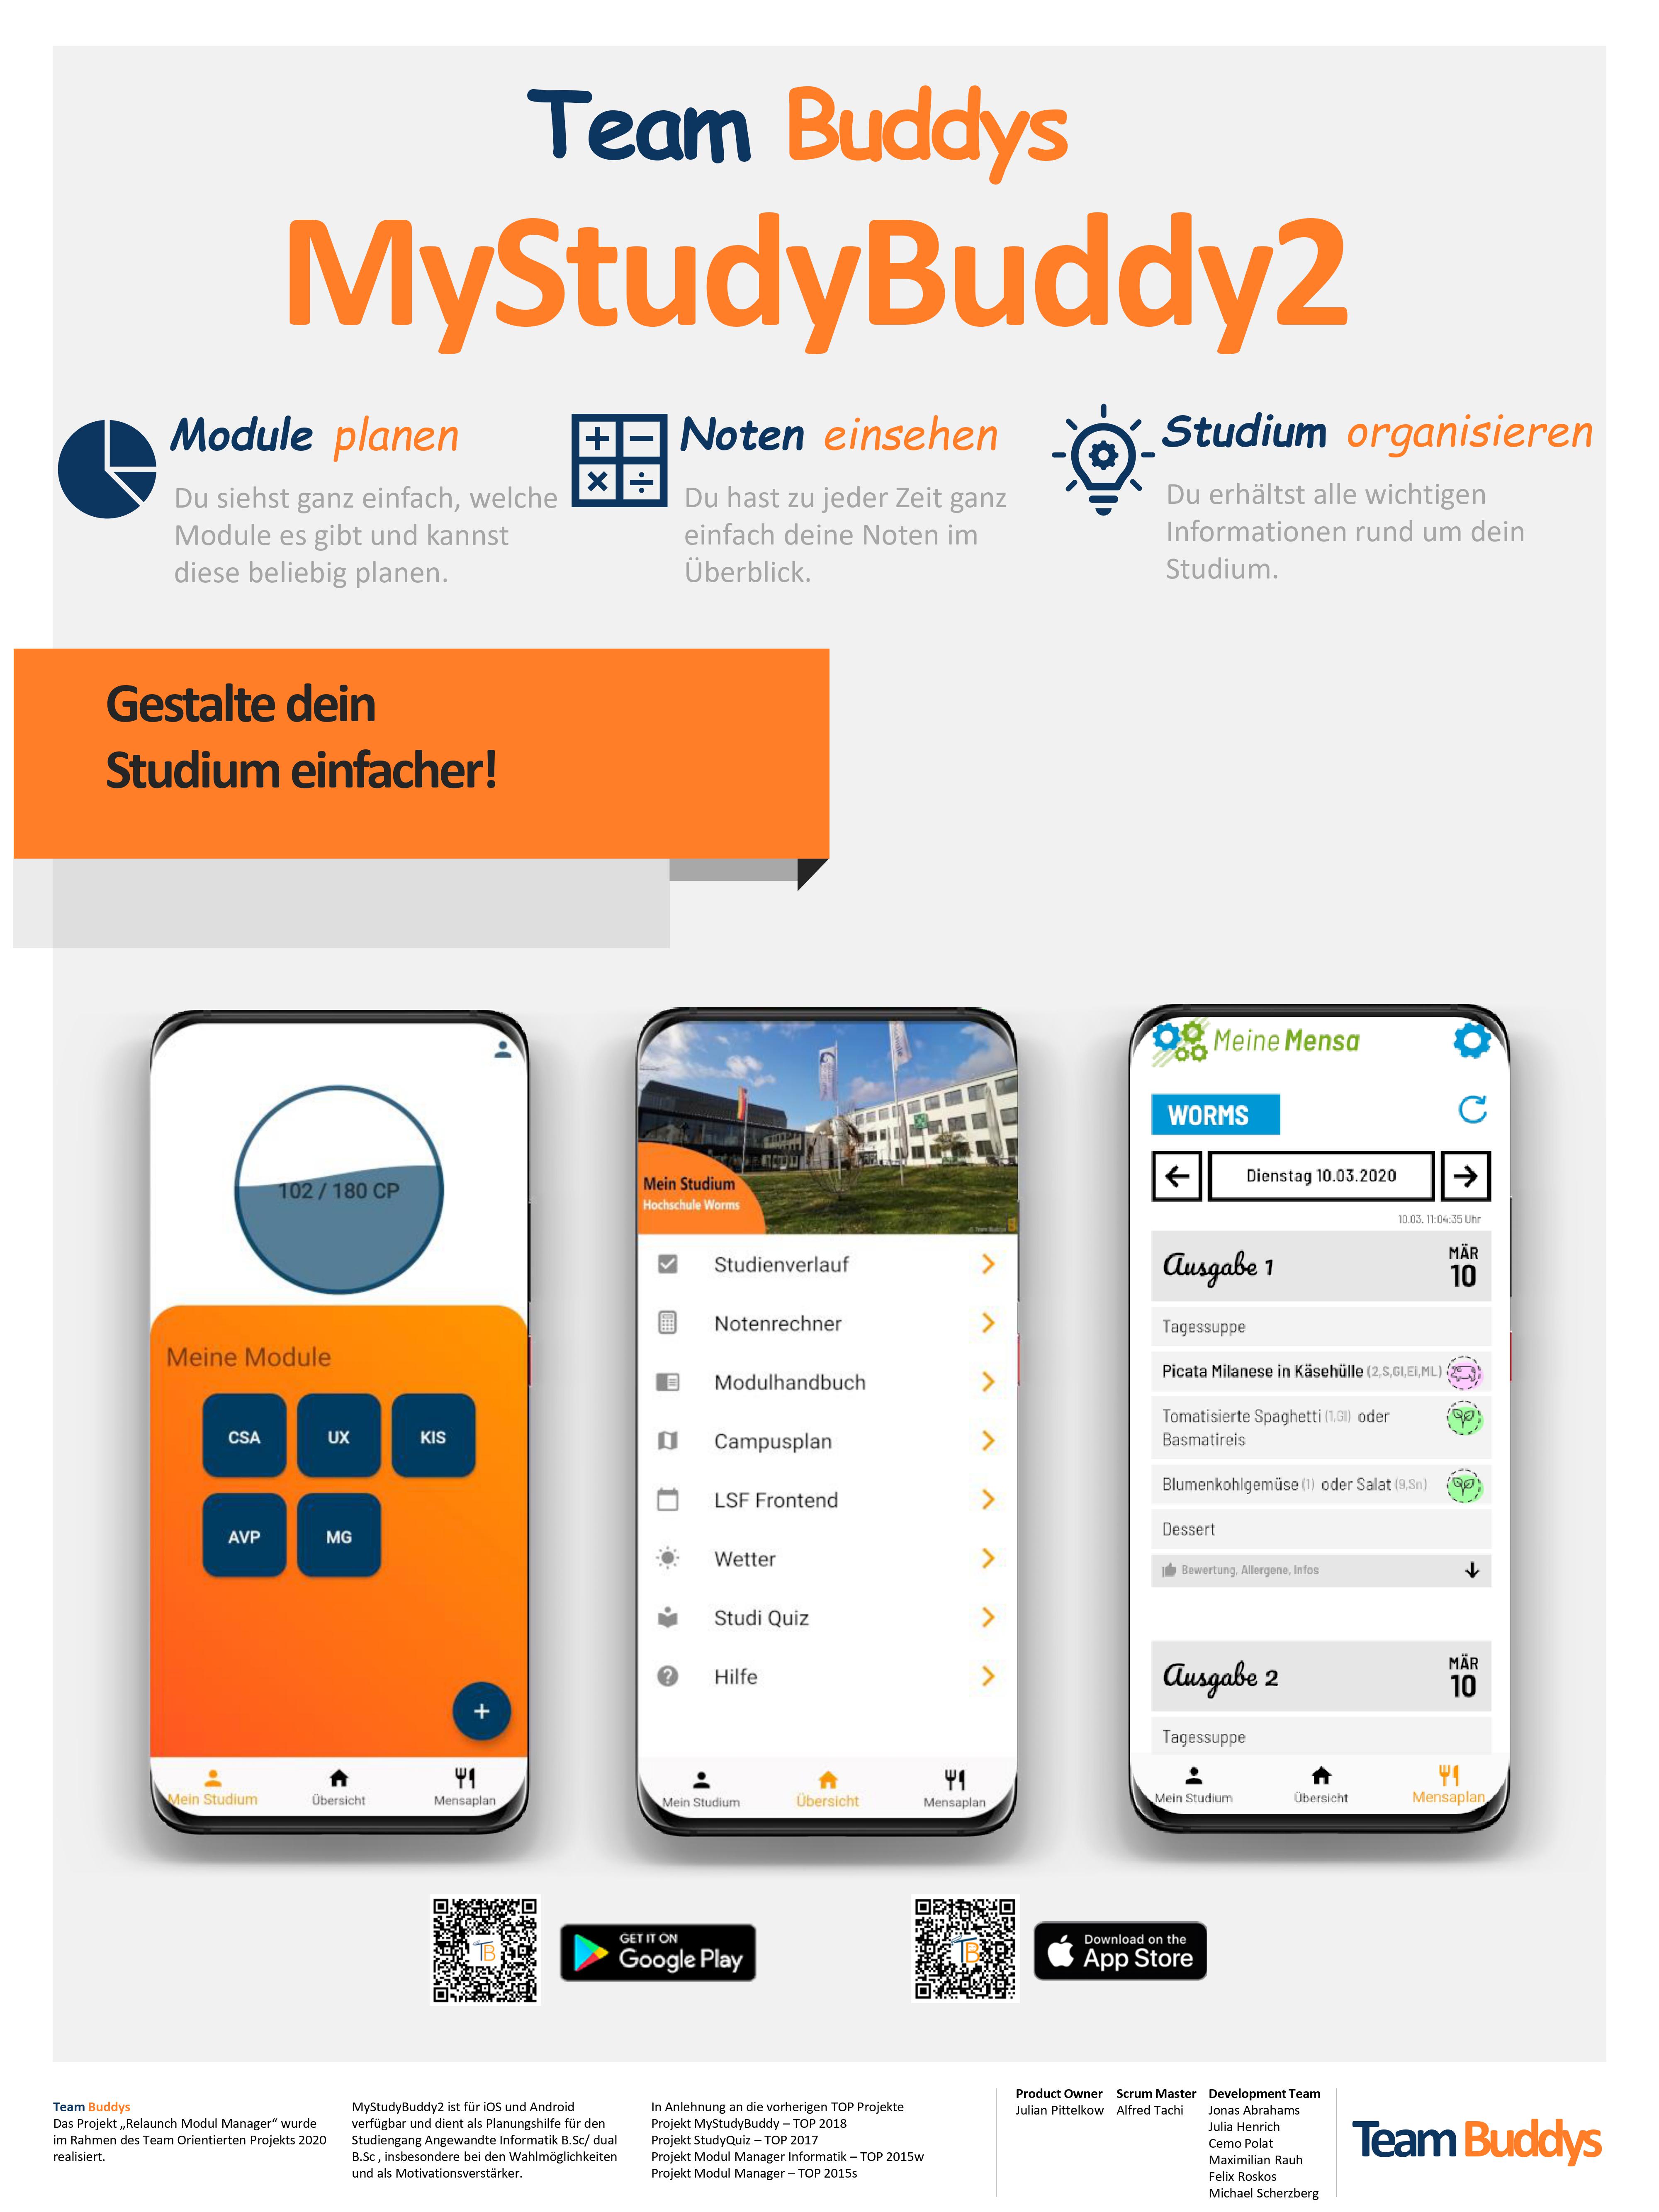 Team Buddys
MyStudyBuddy2
Module planen
Du siehst ganz einfach, welche
Module es gibt und kannst
diese beliebig planen.
Noten einsehen
Du hast zu jeder Zeit ganz
einfach deine Noten im
Überblick.
Studium organisieren
Du erhältst alle wichtigen
Informationen rund um dein
Studium.
Gestalte dein
Studium einfacher!
102 / 180 CP
Meine Module
CSA
UX
KIS
AVP
MG
+
Mein Studium
Übersicht
Mensaplan
Mein Studium
Hochschule Worms
Studienverlauf
Notenrechner
Modulhandbuch
Campusplan
LSF Frontend
Wetter
Studi Quiz
Hilfe
Mein Studium
Übersicht
Mensaplan
Meine Mensa
WORMS
Dienstag 10.03.2020
10.03. 11:04:35 Uhr
Ausgabe 1
MÄR
10
Tagessuppe
Picata Milanese in Käsehülle (2,S,Gl,Ei,ML)
Tomatisierte Spaghetti (1,Gl) oder
Basmatireis
Blumenkohlgemüse (1) oder Salat (9,Sn)
Dessert
Bewertung, Allergene, Infos
Ausgabe 2
MÄR
10
Tagessuppe
Mein Studium
Übersicht
Mensaplan
TB
GET IT ON
Google Play
TB
Download on the
App Store
Team Buddys
Das Projekt „Relaunch Modul Manager“ wurde
im Rahmen des Team Orientierten Projekts 2020
realisiert.
MyStudyBuddy2 ist für iOS und Android
verfügbar und dient als Planungshilfe für den
Studiengang Angewandte Informatik B.Sc/ dual
B.Sc , insbesondere bei den Wahlmöglichkeiten
und als Motivationsverstärker.
In Anlehnung an die vorherigen TOP Projekte
Projekt MyStudyBuddy – TOP 2018
Projekt StudyQuiz – TOP 2017
Projekt Modul Manager Informatik – TOP 2015w
Projekt Modul Manager – TOP 2015s
Product Owner
Julian Pittelkow
Scrum Master
Alfred Tachi
Development Team
Jonas Abrahams
Julia Henrich
Cemo Polat
Maximilian Rauh
Felix Roskos
Michael Scherzberg
Team Buddys